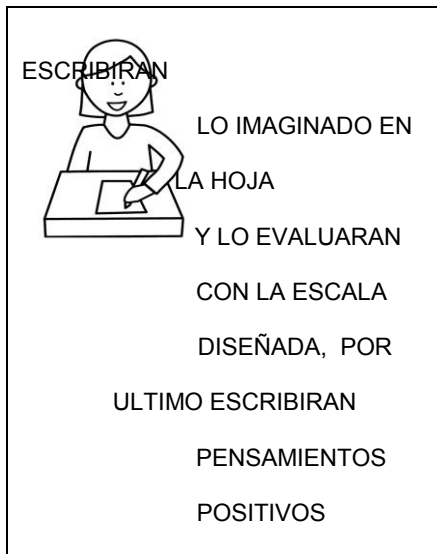 ESCRIBIRAN
LO IMAGINADO EN
LA HOJA
Y LO EVALUARAN
CON LA ESCALA
DISEÑADA, POR
ULTIMO ESCRIBIRAN
PENSAMIENTOS
POSITIVOS